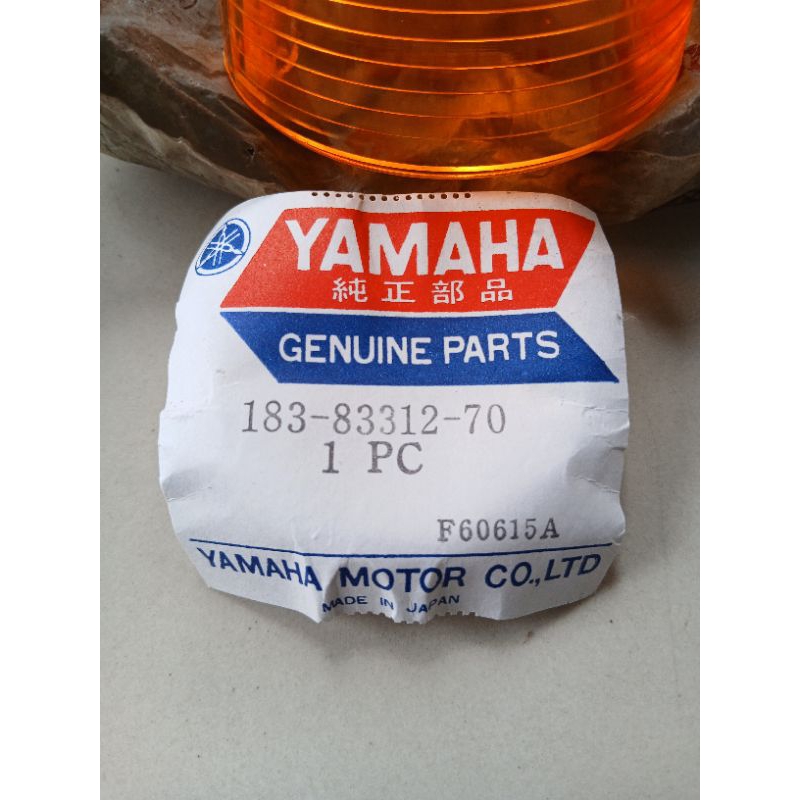 YAMAHA
純正部品
GENUINE PARTS
183-83312-70
1 PC
F60615A
YAMAHA MOTOR CO.,LTD
MADE IN JAPAN